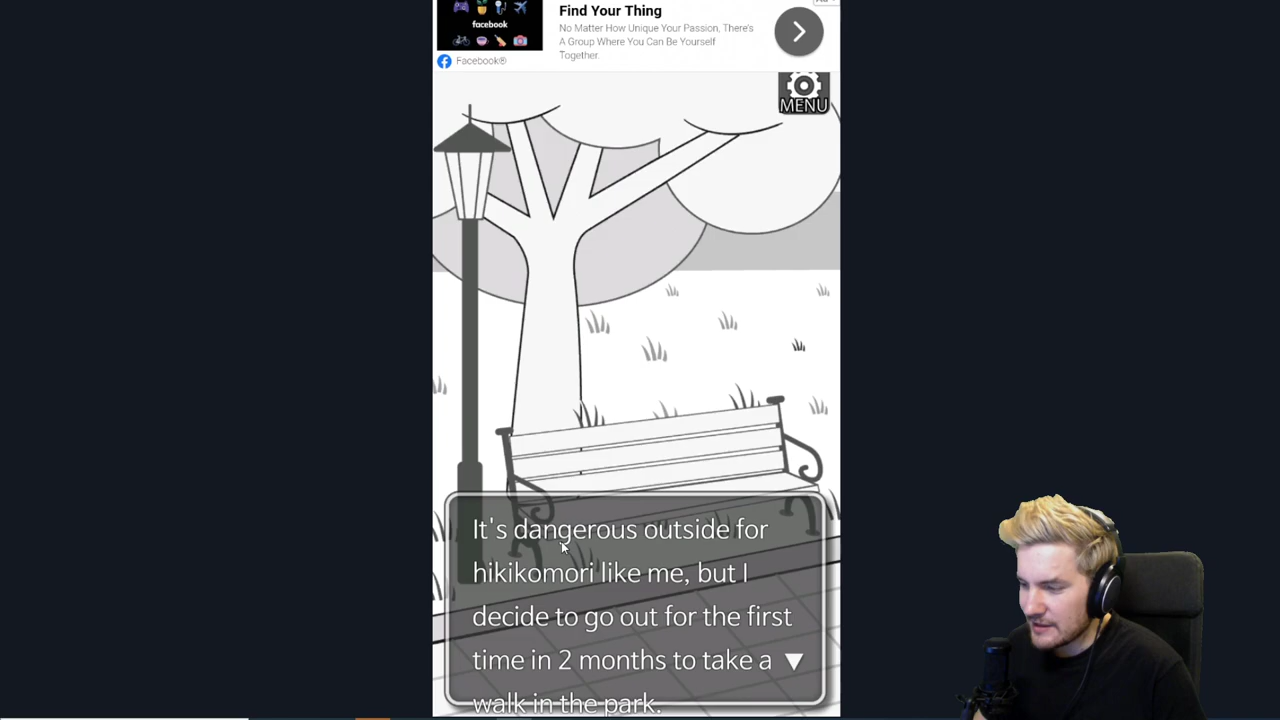 facebook
Facebook®
Find Your Thing
No Matter How Unique Your Passion, There's
A Group Where You Can Be Yourself
Together.
MENU
It's dangerous outside for
hikikomori like me, but I
decide to go out for the first
time in 2 months to take a
walk in the park.